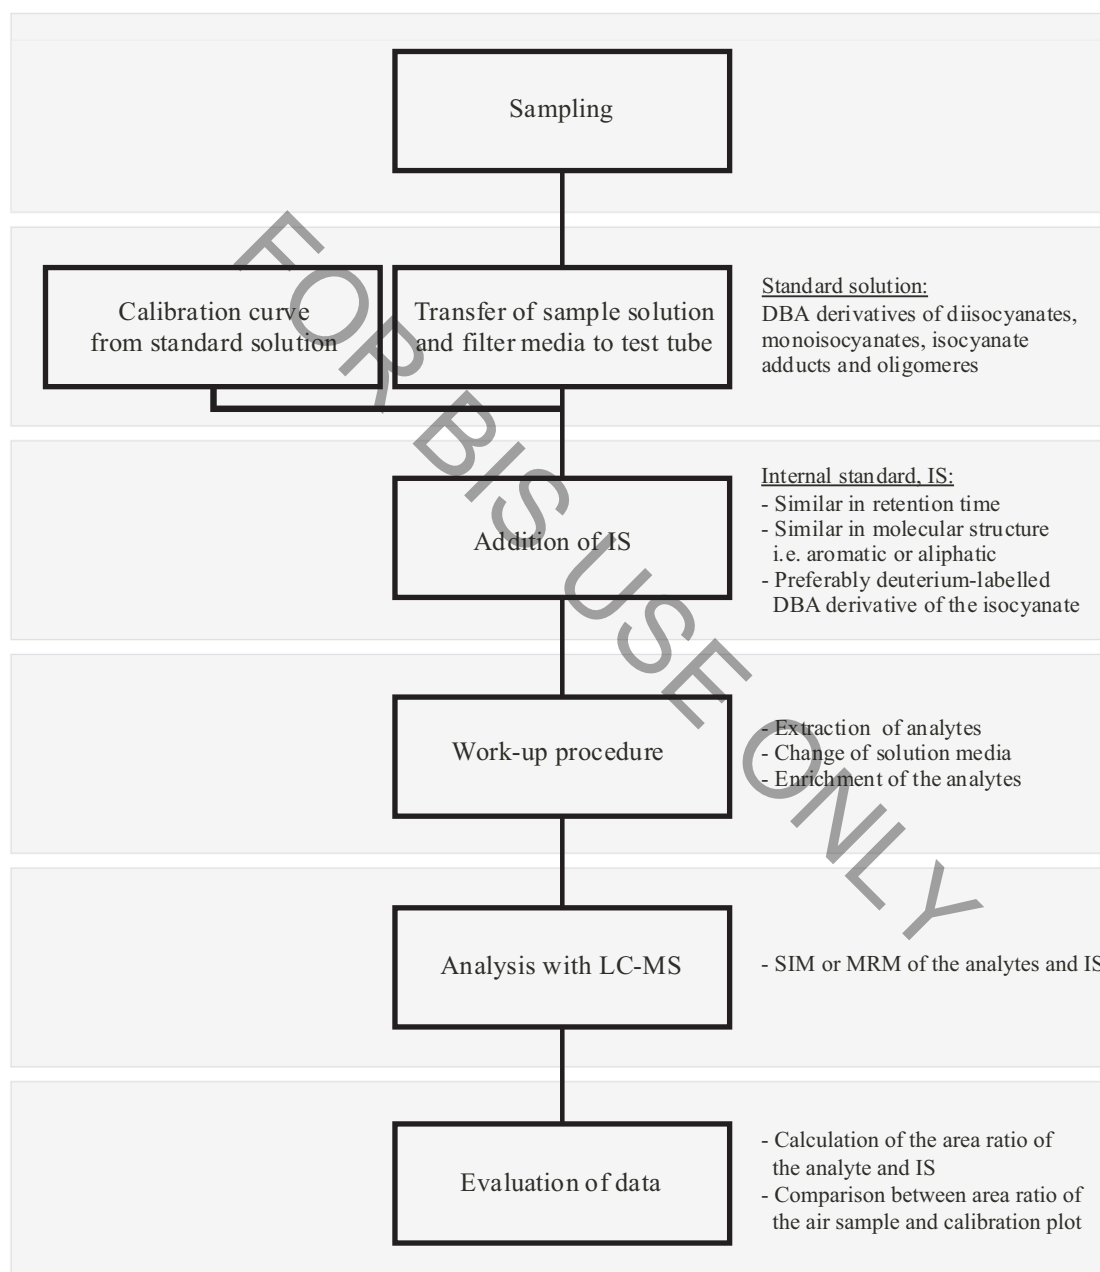 Sampling
Calibration curve
from standard solution
Transfer of sample solution
and filter media to test tube
Standard solution:
DBA derivatives of diisocyanates,
monoisocyanates, isocyanate
adducts and oligomeres
Addition of IS
Internal standard, IS:
- Similar in retention time
- Similar in molecular structure
i.e. aromatic or aliphatic
- Preferably deuterium-labelled
DBA derivative of the isocyanate
Work-up procedure
- Extraction of analytes
- Change of solution media
- Enrichment of the analytes
Analysis with LC-MS
- SIM or MRM of the analytes and IS
Evaluation of data
- Calculation of the area ratio of
the analyte and IS
- Comparison between area ratio of
the air sample and calibration plot
FOR BIS USE ONLY